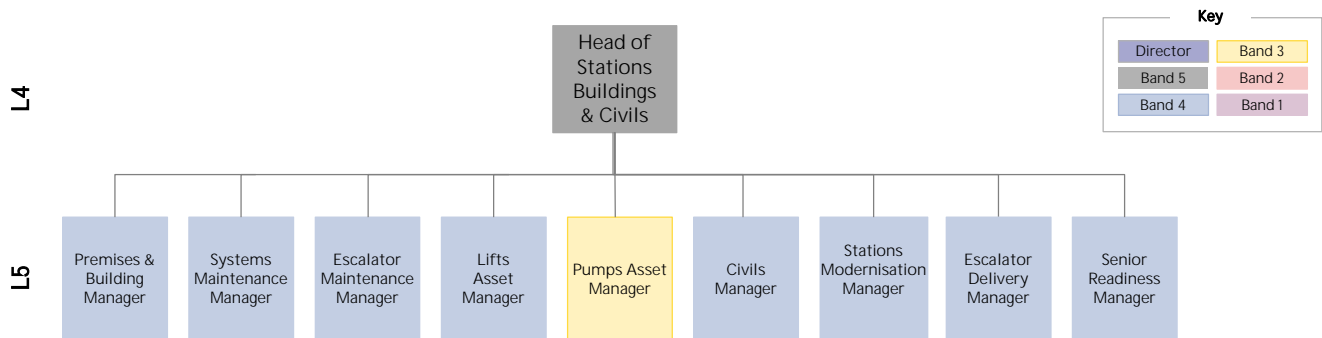 Key
Director
Band 3
Band 5
Band 2
Band 4
Band 1
L4
Head of
Stations
Buildings
& Civils
L5
Premises &
Building
Manager
Systems
Maintenance
Manager
Escalator
Maintenance
Manager
Lifts
Asset
Manager
Pumps Asset
Manager
Civils
Manager
Stations
Modernisation
Manager
Escalator
Delivery
Manager
Senior
Readiness
Manager